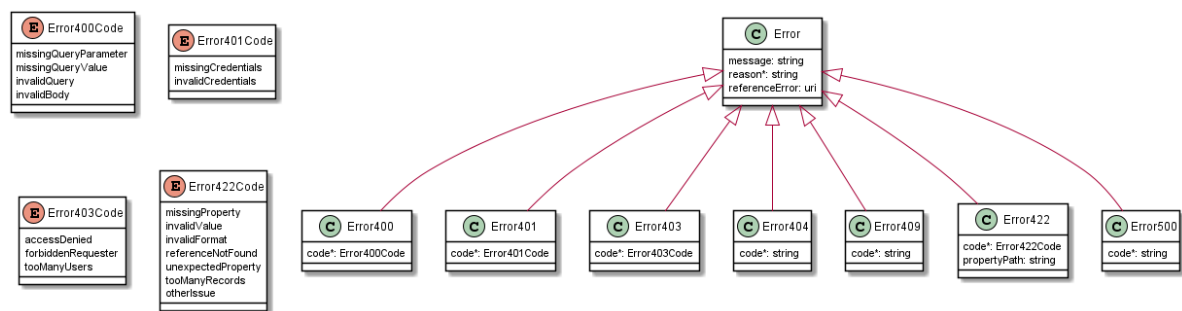 E Error400Code
missingQueryParameter
missingQueryValue
invalidQuery
invalidBody
E Error401Code
missingCredentials
invalidCredentials
C Error
message: string
reason*: string
referenceError: uri
E Error403Code
accessDenied
forbiddenRequester
tooManyUsers
E Error422Code
missingProperty
invalidValue
invalidFormat
referenceNotFound
unexpectedProperty
tooManyRecords
otherIssue
C Error400
code*: Error400Code
C Error401
code*: Error401Code
C Error403
code*: Error403Code
C Error404
code*: string
C Error409
code*: string
C Error422
code*: Error422Code
propertyPath: string
C Error500
code*: string